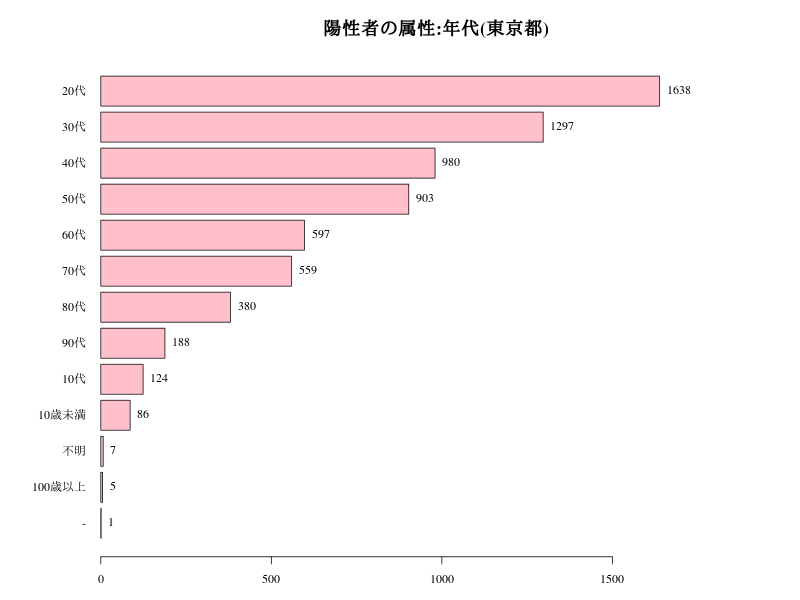 陽性者の属性:年代(東京都)
20代 1638
30代 1297
40代 980
50代 903
60代 597
70代 559
80代 380
90代 188
10代 124
10歳未満 86
不明 7
100歳以上 5
- 1
0 500 1000 1500